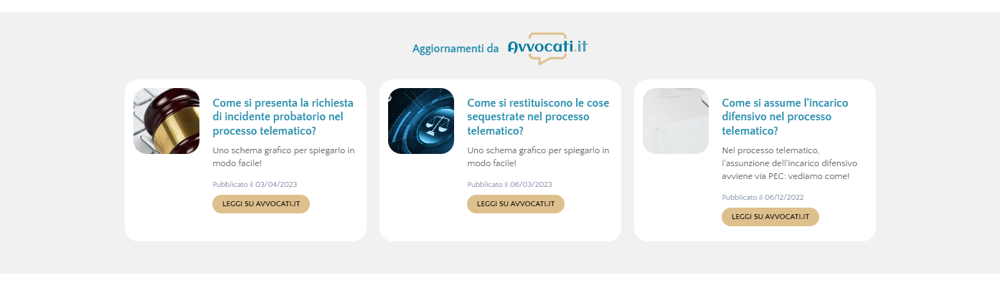 Aggiornamenti da Avvocati.it
Come si presenta la richiesta
di incidente probatorio nel
processo telematico?
Uno schema grafico per spiegarlo in
modo facile!
Pubblicato il 03/04/2023
LEGGI SU AVVOCATI.IT
Come si restituiscono le cose
sequestrate nel processo
telematico?
Uno schema grafico per spiegarlo in
modo facile!
Pubblicato il 06/03/2023
LEGGI SU AVVOCATI.IT
Come si assume l'incarico
difensivo nel processo
telematico?
Nel processo telematico,
l'assunzione dell'incarico difensivo
avviene via PEC: vediamo come!
Pubblicato il 06/12/2022
LEGGI SU AVVOCATI.IT